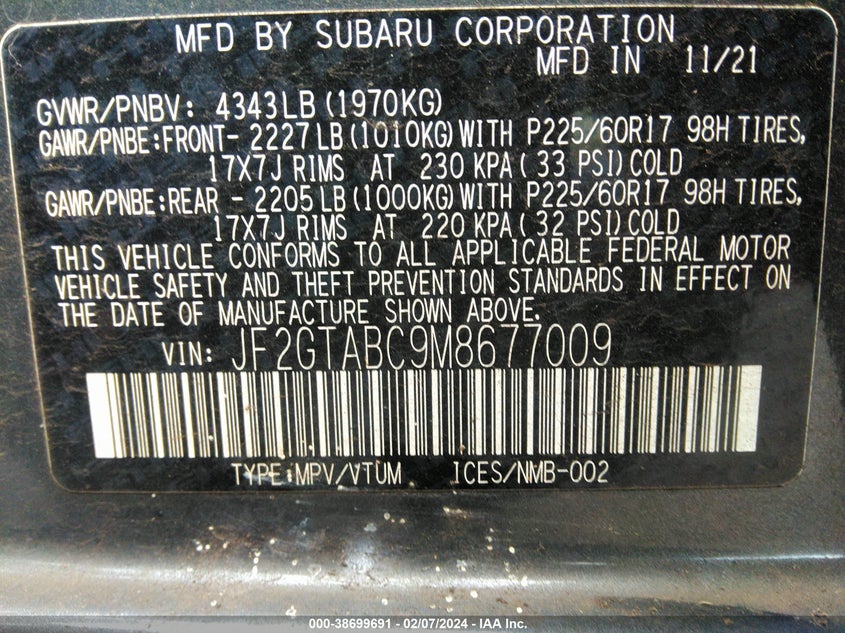 MFD BY SUBARU CORPORATION
MFD IN 11/21
GVWR/PNBV: 4343LB (1970KG)
GAWR/PNBE:FRONT- 2227LB (1010KG) WITH P225/60R17 98H TIRES,
17X7J RIMS AT 230 KPA( 33 PSI) COLD
GAWR/PNBE:REAR - 2205LB (1000KG) WITH P225/60R17 98H TIRES,
17X7J RIMS AT 220 KPA( 32 PSI) COLD
THIS VEHICLE CONFORMS TO ALL APPLICABLE FEDERAL MOTOR
VEHICLE SAFETY AND THEFT PREVENTION STANDARDS IN EFFECT ON
THE DATE OF MANUFACTURE SHOWN ABOVE.
VIN: JF2GTABC9M8677009
TYPE:MPV/VTUM ICES/NMB-002
000-38699691 - 02/07/2024 - IAA Inc.